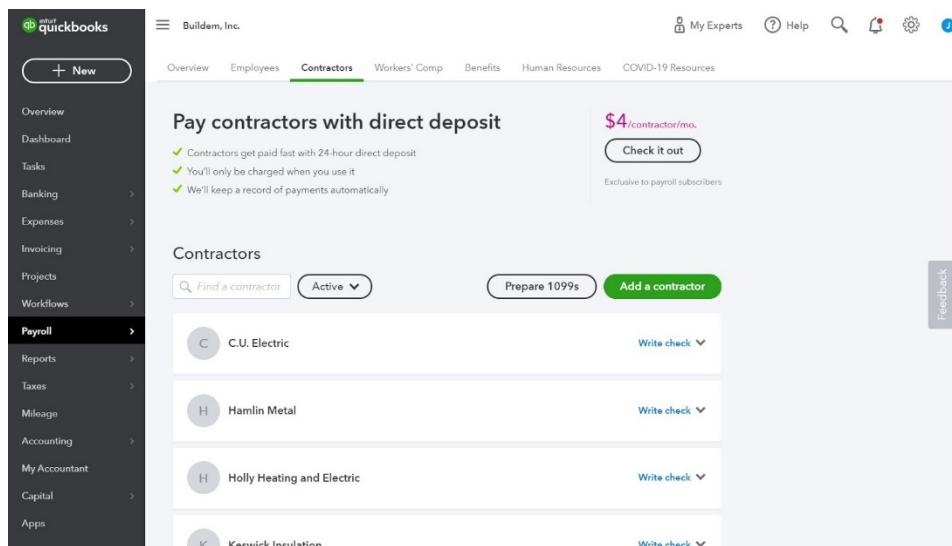 intuit
qb quickbooks
Buildem, Inc.
My Experts
Help
J
+ New
Overview
Employees
Contractors
Workers' Comp
Benefits
Human Resources
COVID-19 Resources
Overview
Dashboard
Tasks
Banking
Expenses
Invoicing
Projects
Workflows
Payroll
Reports
Taxes
Mileage
Accounting
My Accountant
Capital
Apps
Pay contractors with direct deposit
Contractors get paid fast with 24-hour direct deposit
You'll only be charged when you use it
We'll keep a record of payments automatically
$4/contractor/mo.
Check it out
Exclusive to payroll subscribers
Contractors
Find a contractor
Active
Prepare 1099s
Add a contractor
C C.U. Electric Write check
H Hamlin Metal Write check
H Holly Heating and Electric Write check
K Keswick Insulation Write check
Feedback